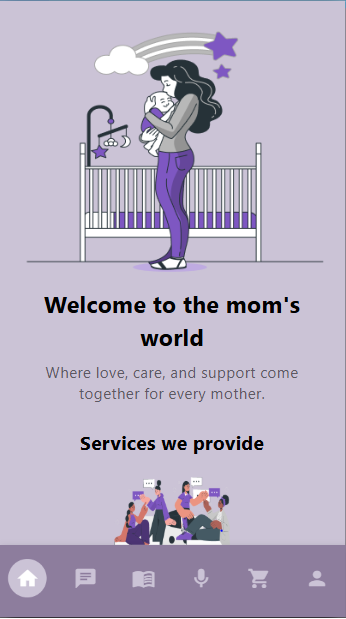 Welcome to the mom's
world
Where love, care, and support come
together for every mother.
Services we provide